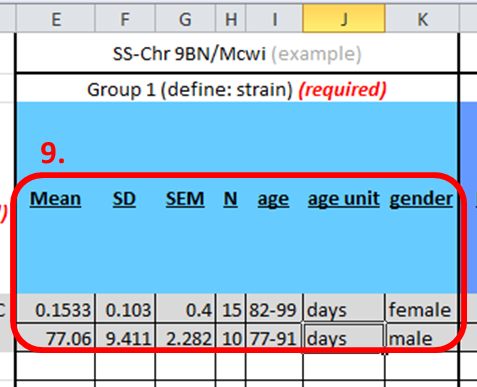 E F G H I J K
SS-Chr 9BN/Mcwi (example)
Group 1 (define: strain) (required)
9.
Mean SD SEM N age age unit gender
)
C 0.1533 0.103 0.4 15 82-99 days female
77.06 9.411 2.282 10 77-91 days male